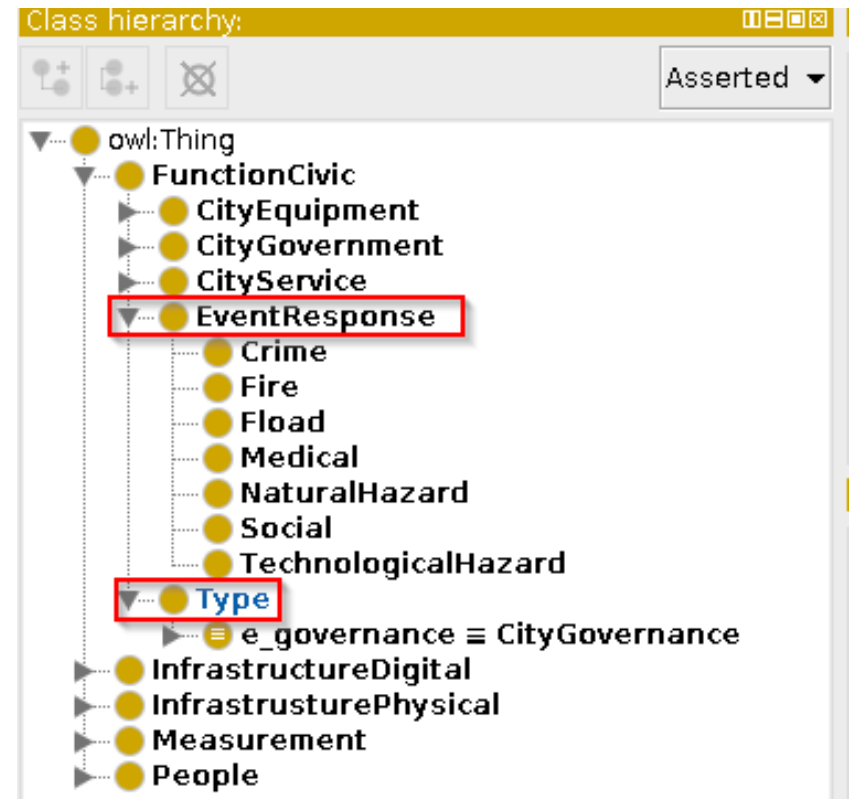 Class hierarchy:
Asserted
owl:Thing
FunctionCivic
CityEquipment
CityGovernment
CityService
EventResponse
Crime
Fire
Fload
Medical
NaturalHazard
Social
TechnologicalHazard
Type
e_governance ≡ CityGovernance
InfrastructureDigital
InfrastrusturePhysical
Measurement
People